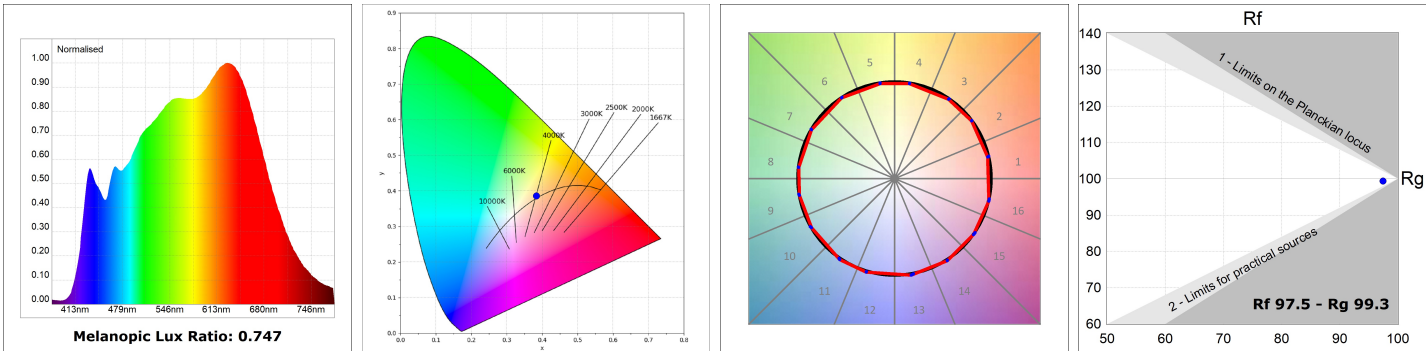 Normalised
1.00
0.90
0.80
0.70
0.60
0.50
0.40
0.30
0.20
0.10
0.00
413nm 479nm 546nm 613nm 680nm 746nm
Melanopic Lux Ratio: 0.747
0.9
0.8
0.7
0.6
0.5
0.4
0.3
0.2
0.1
0.0
y
2500K
2000K
3000K
1667K
4000K
6000K
10000K
0.0 0.1 0.2 0.3 0.4 0.5 0.6 0.7 0.8
x
5 4
6 3
7 2
8 1
9 16
10 15
11 14
12 13
Rf
140
130
120
110
100
90
80
70
60
1 - Limits on the Planckian locus
Rg
2 - Limits for practical sources
Rf 97.5 - Rg 99.3
50 60 70 80 90 100